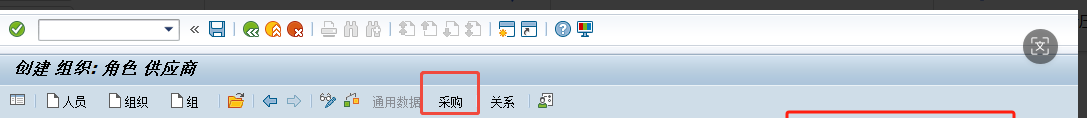 创建 组织: 角色 供应商
人员 组织 组 通用数据 采购 关系